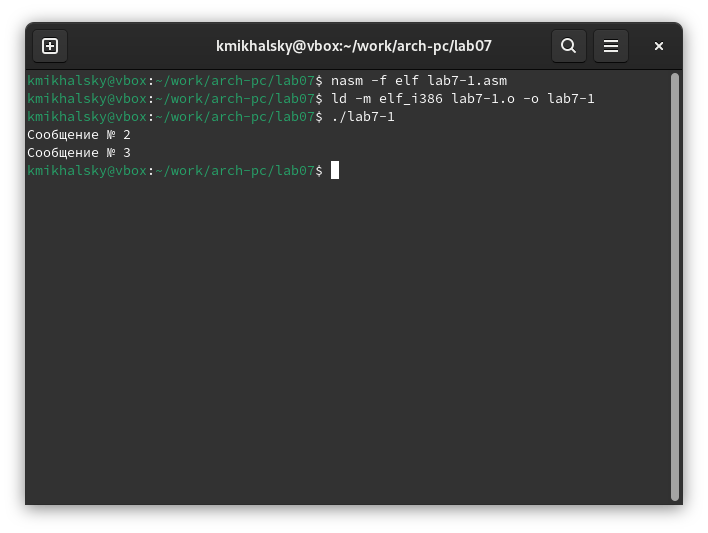 kmikhalsky@vbox:~/work/arch-pc/lab07
kmikhalsky@vbox:~/work/arch-pc/lab07$ nasm -f elf lab7-1.asm
kmikhalsky@vbox:~/work/arch-pc/lab07$ ld -m elf_i386 lab7-1.o -o lab7-1
kmikhalsky@vbox:~/work/arch-pc/lab07$ ./lab7-1
Сообщение № 2
Сообщение № 3
kmikhalsky@vbox:~/work/arch-pc/lab07$